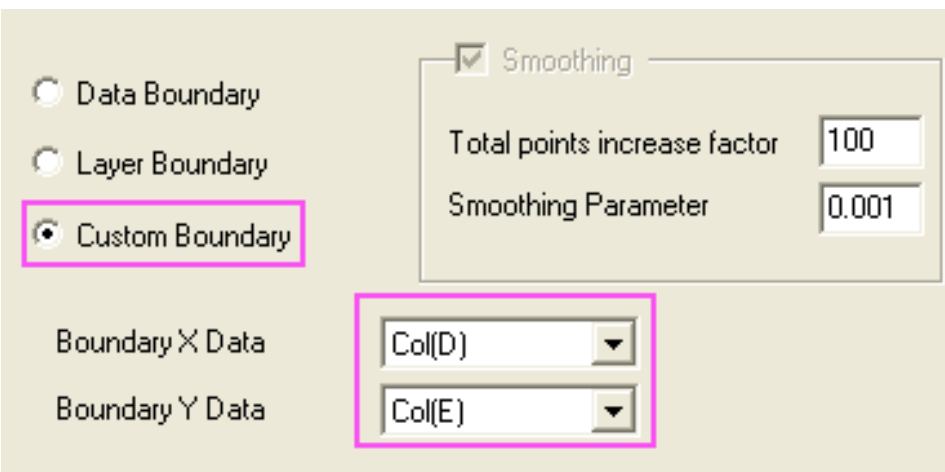 Smoothing
Data Boundary
Total points increase factor 100
Layer Boundary
Smoothing Parameter 0.001
Custom Boundary
Boundary X Data Col(D)
Boundary Y Data Col(E)